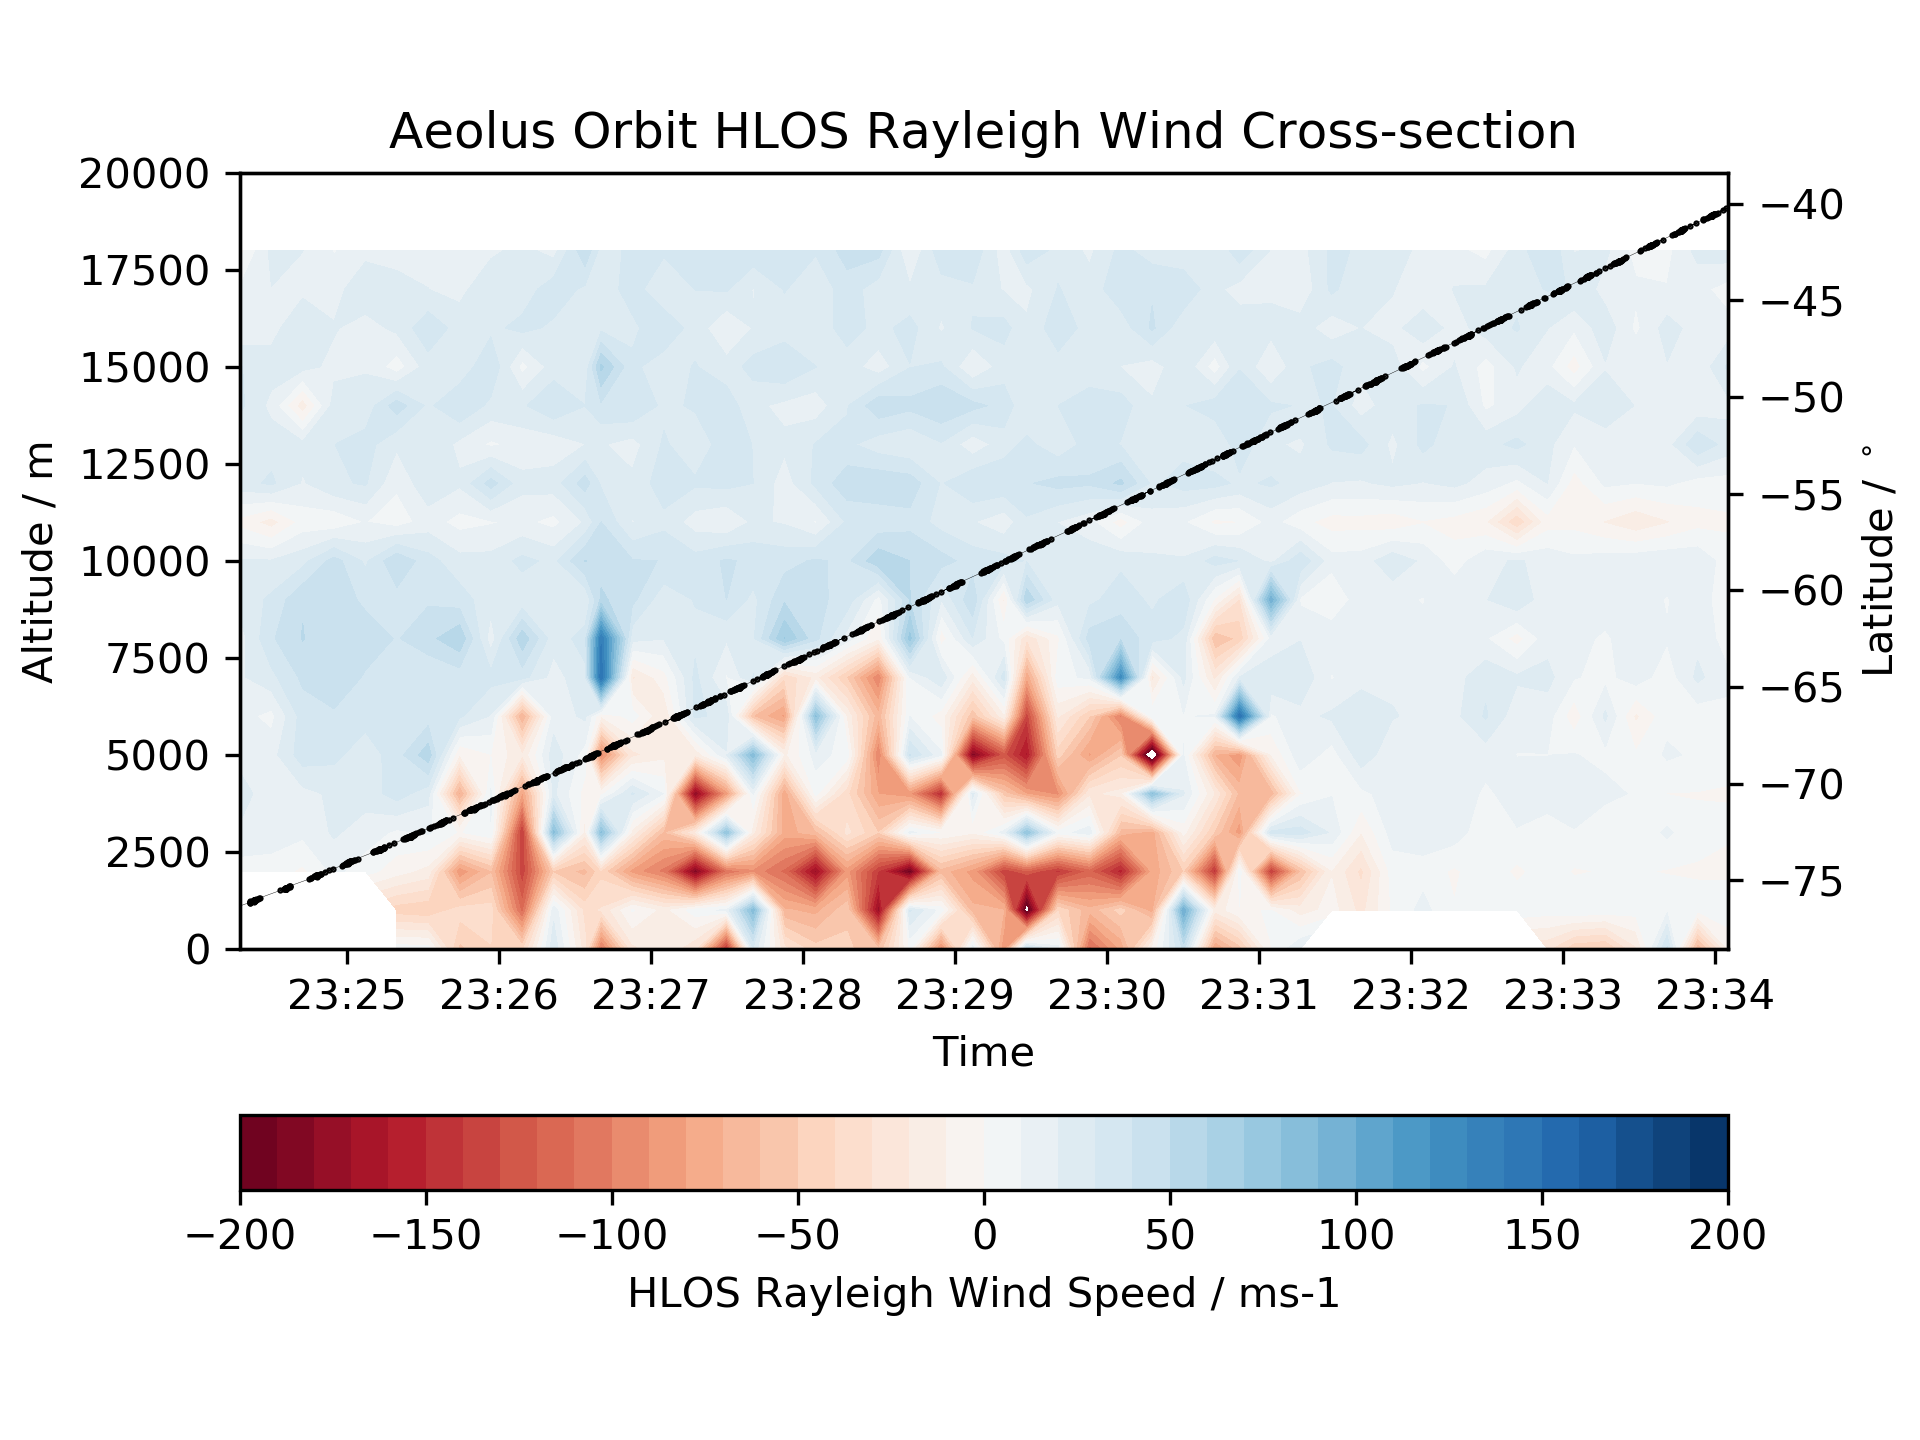 Aeolus Orbit HLOS Rayleigh Wind Cross-section
20000
17500
15000
12500
10000
7500
5000
2500
0
Altitude / m
−40
−45
−50
−55
−60
−65
−70
−75
Latitude / °
23:25 23:26 23:27 23:28 23:29 23:30 23:31 23:32 23:33 23:34
Time
−200 −150 −100 −50 0 50 100 150 200
HLOS Rayleigh Wind Speed / ms-1